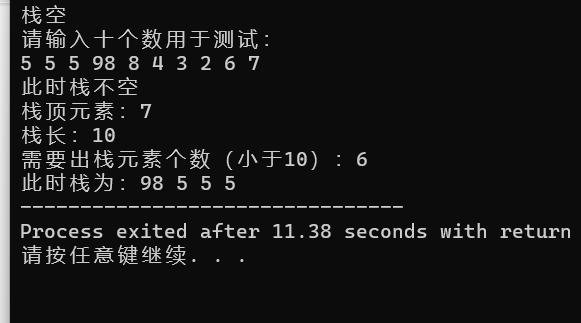 栈空
请输入十个数用于测试：
5 5 5 98 8 4 3 2 6 7
此时栈不空
栈顶元素：7
栈长：10
需要出栈元素个数（小于10）：6
此时栈为：98 5 5 5
--------------------------------
Process exited after 11.38 seconds with return
请按任意键继续. . .